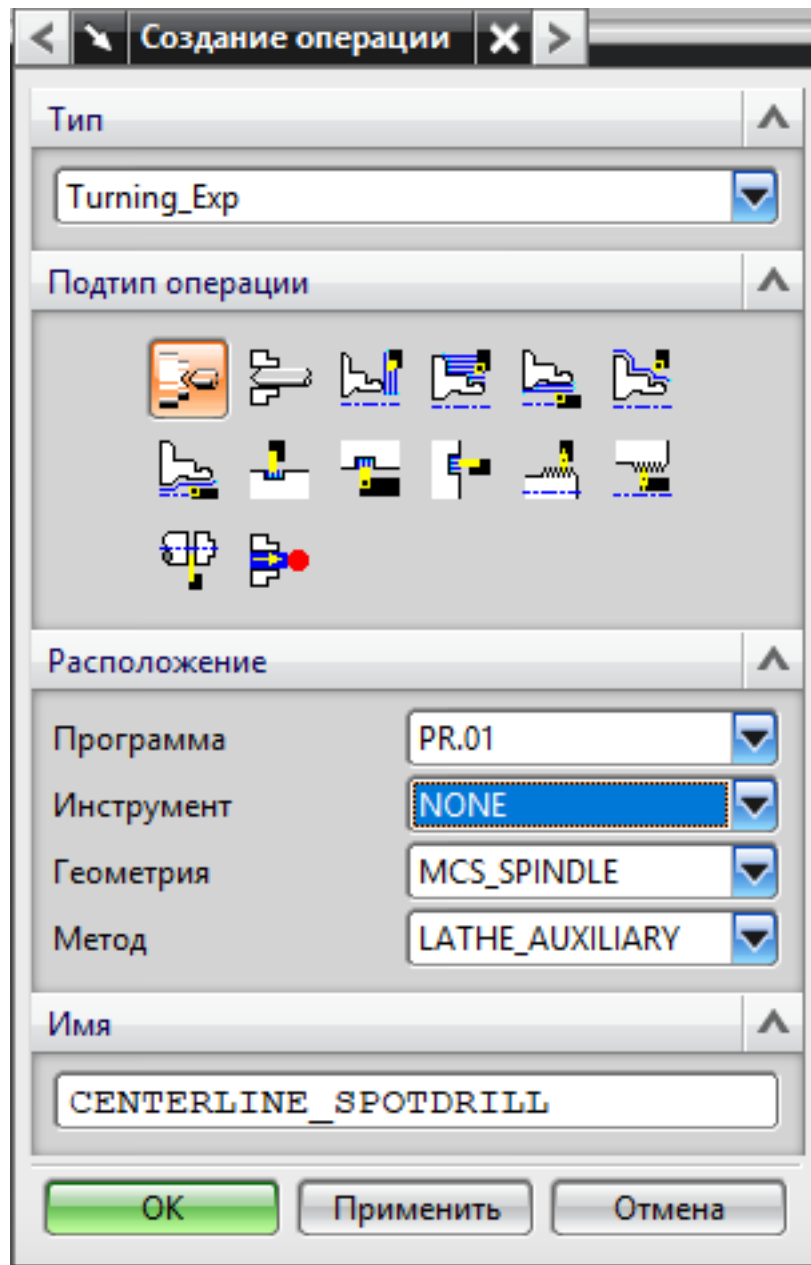 Создание операции
Тип
Turning_Exp
Подтип операции
Расположение
Программа PR.01
Инструмент NONE
Геометрия MCS_SPINDLE
Метод LATHE_AUXILIARY
Имя
CENTERLINE_SPOTDRILL
OK Применить Отмена